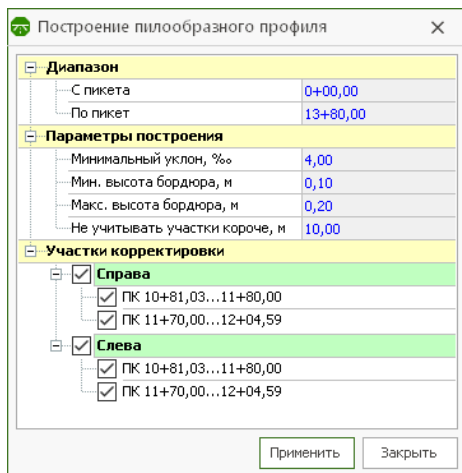 Построение пилообразного профиля
Диапазон
С пикета 0+00,00
По пикет 13+80,00
Параметры построения
Минимальный уклон, ‰ 4,00
Мин. высота бордюра, м 0,10
Макс. высота бордюра, м 0,20
Не учитывать участки короче, м 10,00
Участки корректировки
Справа
ПК 10+81,03...11+80,00
ПК 11+70,00...12+04,59
Слева
ПК 10+81,03...11+80,00
ПК 11+70,00...12+04,59
Применить Закрыть